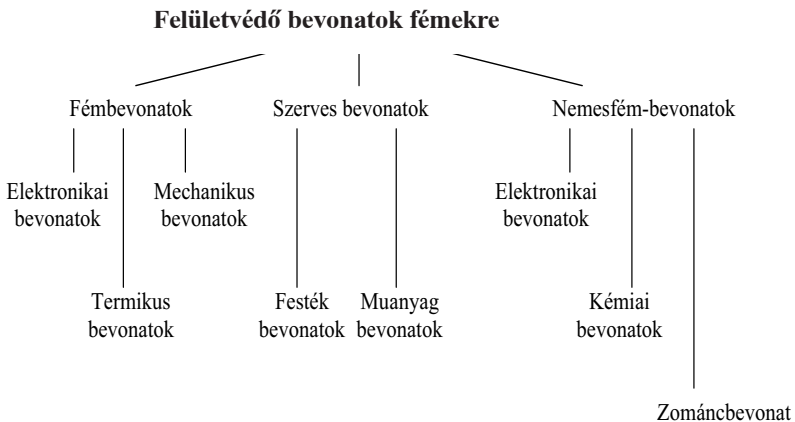 Felületvédő bevonatok fémekre
Fémbevonatok
Szerves bevonatok
Nemesfém-bevonatok
Elektronikai
bevonatok
Mechanikus
bevonatok
Elektronikai
bevonatok
Termikus
bevonatok
Festék
bevonatok
Muanyag
bevonatok
Kémiai
bevonatok
Zománcbevonat